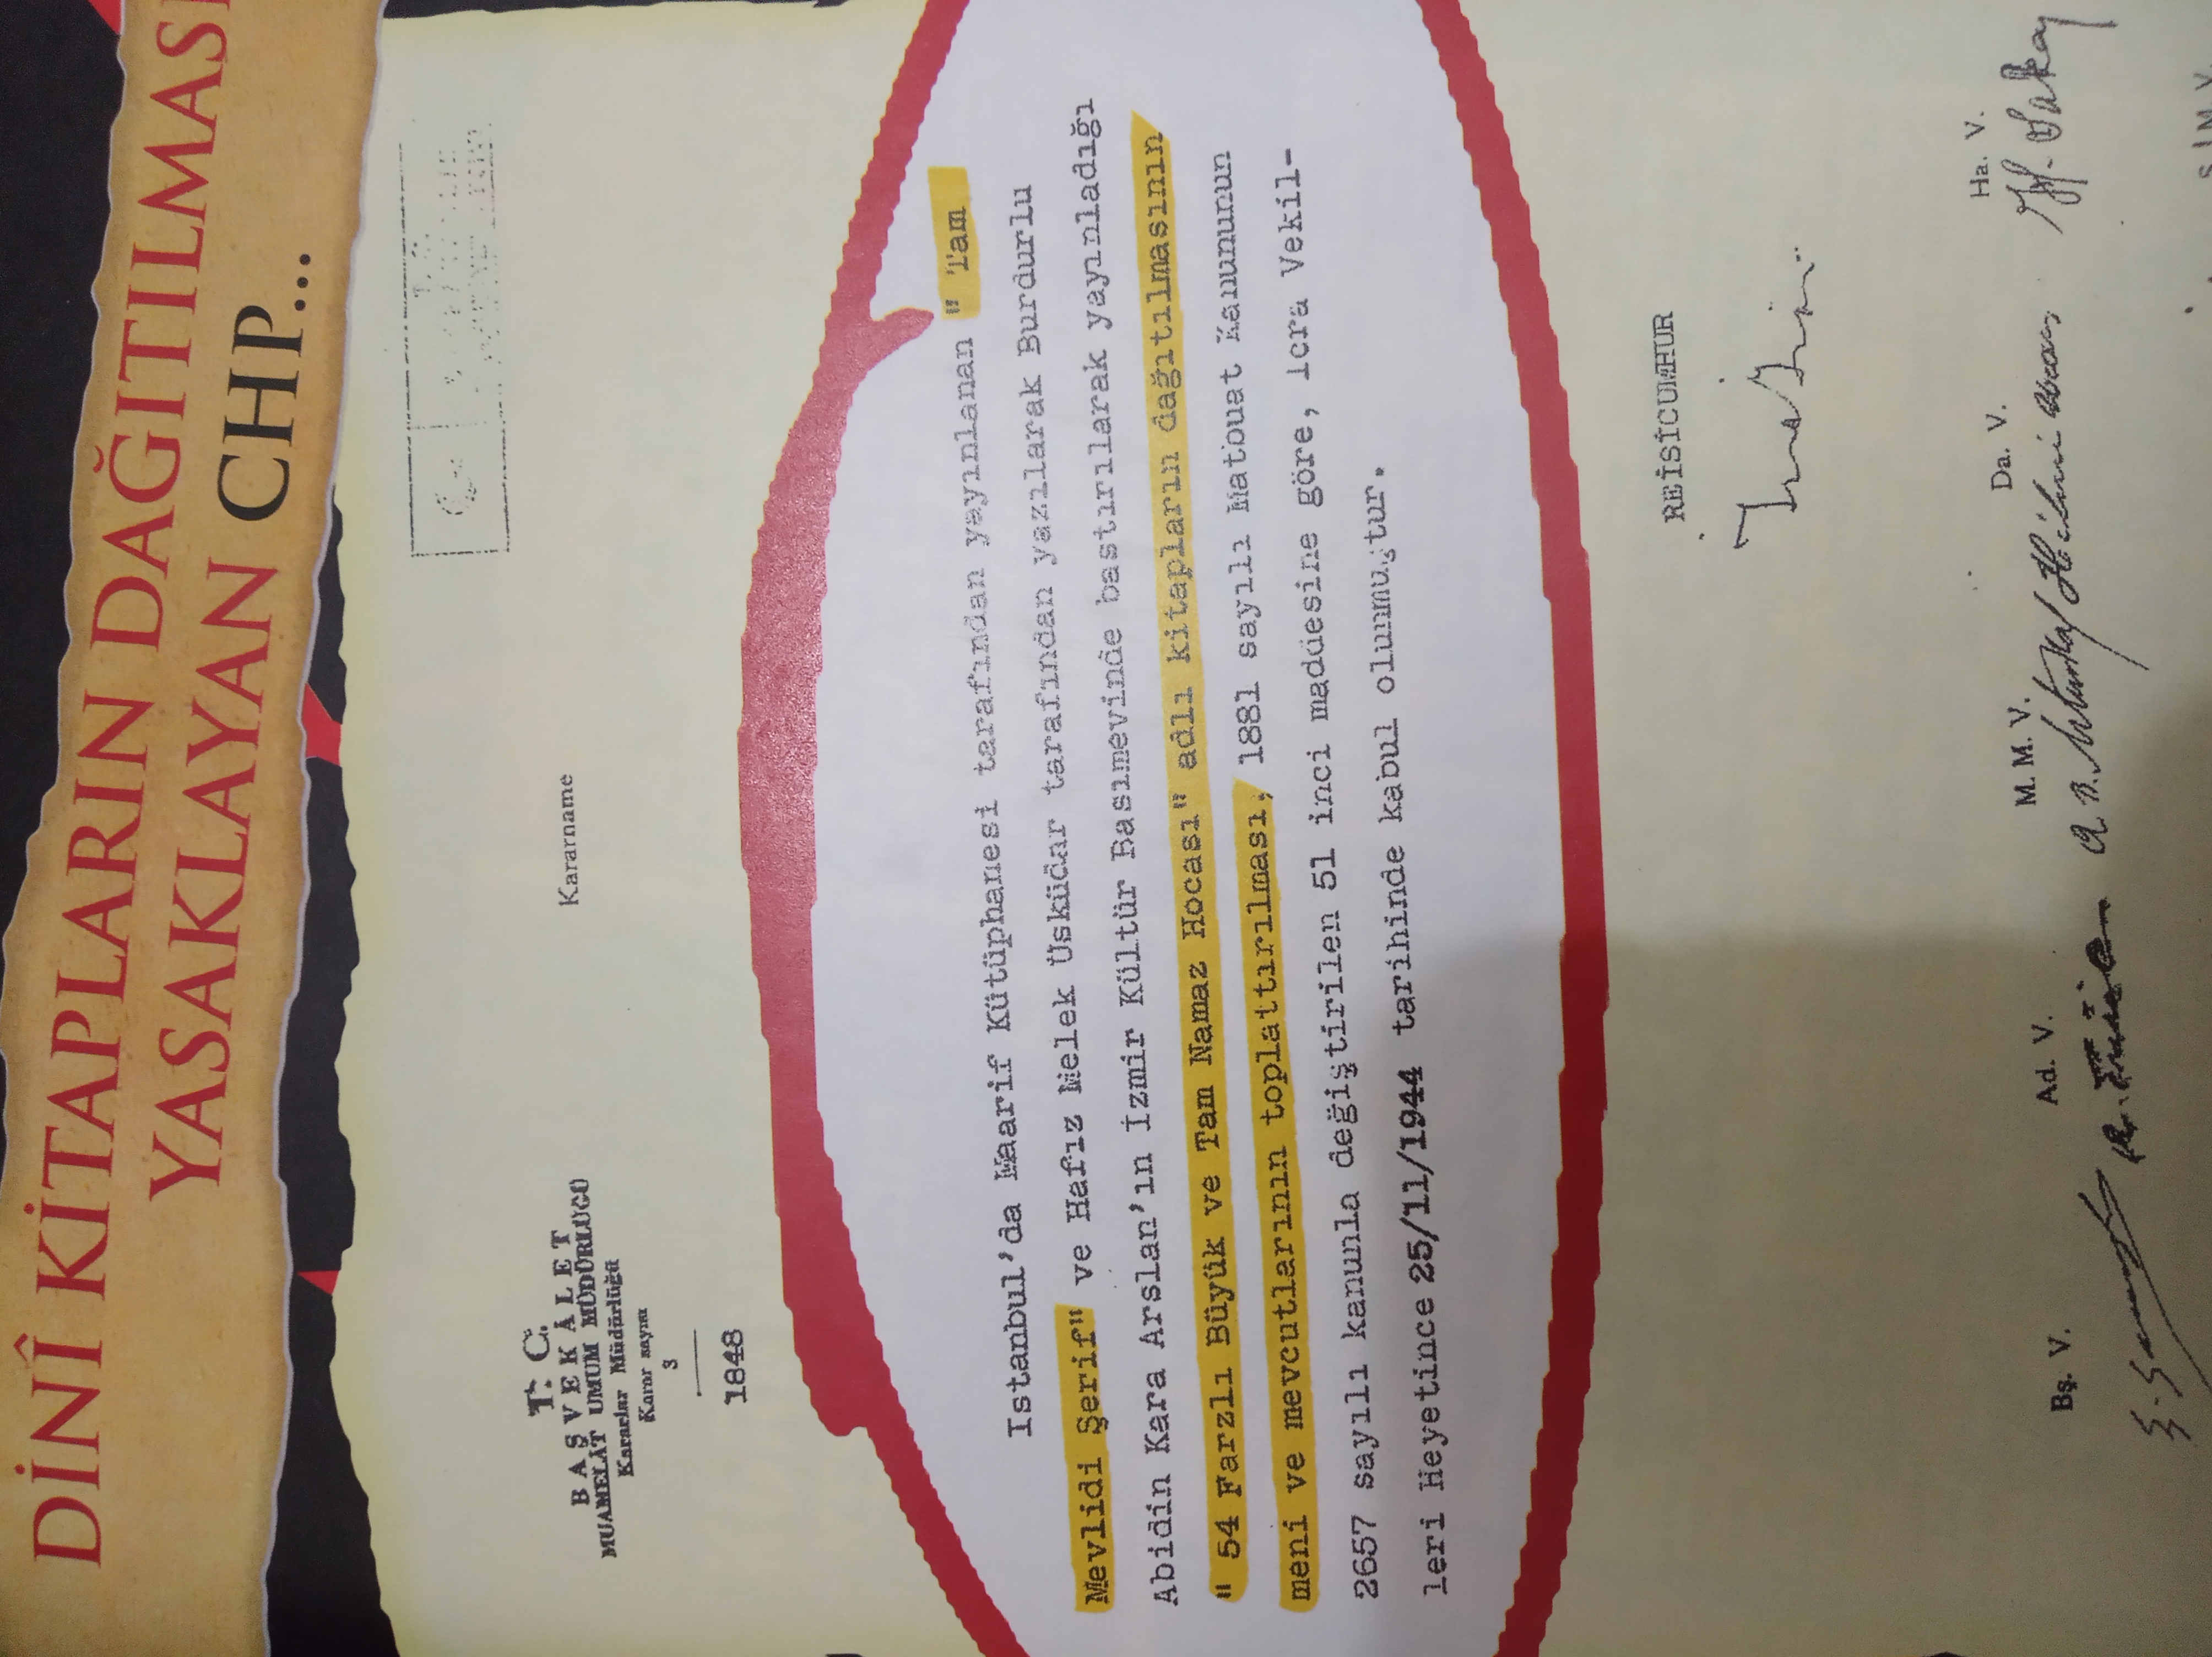 DİNÎ KİTAPLARIN DAĞITILMASI
YASAKLAYAN CHP...
T. C.
BAŞVEKÂLET
MUAMELÂT UMUM MÜDÜRLÜĞÜ
Kararlar Müdürlüğü
Karar sayısı
3
1848
Kararname
Istanbul'da Maarif Kütüphanesi tarafından yayınlanan " Tam
Mevlidi Şerif" ve Hafız Melek Üsküdar tarafından yazılarak Burdurlu
Abidin Kara Arslan'ın İzmir Kültür Basımevinde bastırılarak yayınladığı
" 54 Farzlı Büyük ve Tam Namaz Hocası" adlı kitapların dağıtılmasının
meni ve mevcutlarının toplattırılması, 1881 sayılı Matbuat Kanununun
2657 sayılı kanunla değiştirilen 51 inci maddesine göre, icra Vekil-
leri Heyetince 25/11/1944 tarihinde kabul olunmuştur.
REİSİCUMHUR
Bş. V. Ad. V. M. M. V. Da. V. Ha. V.